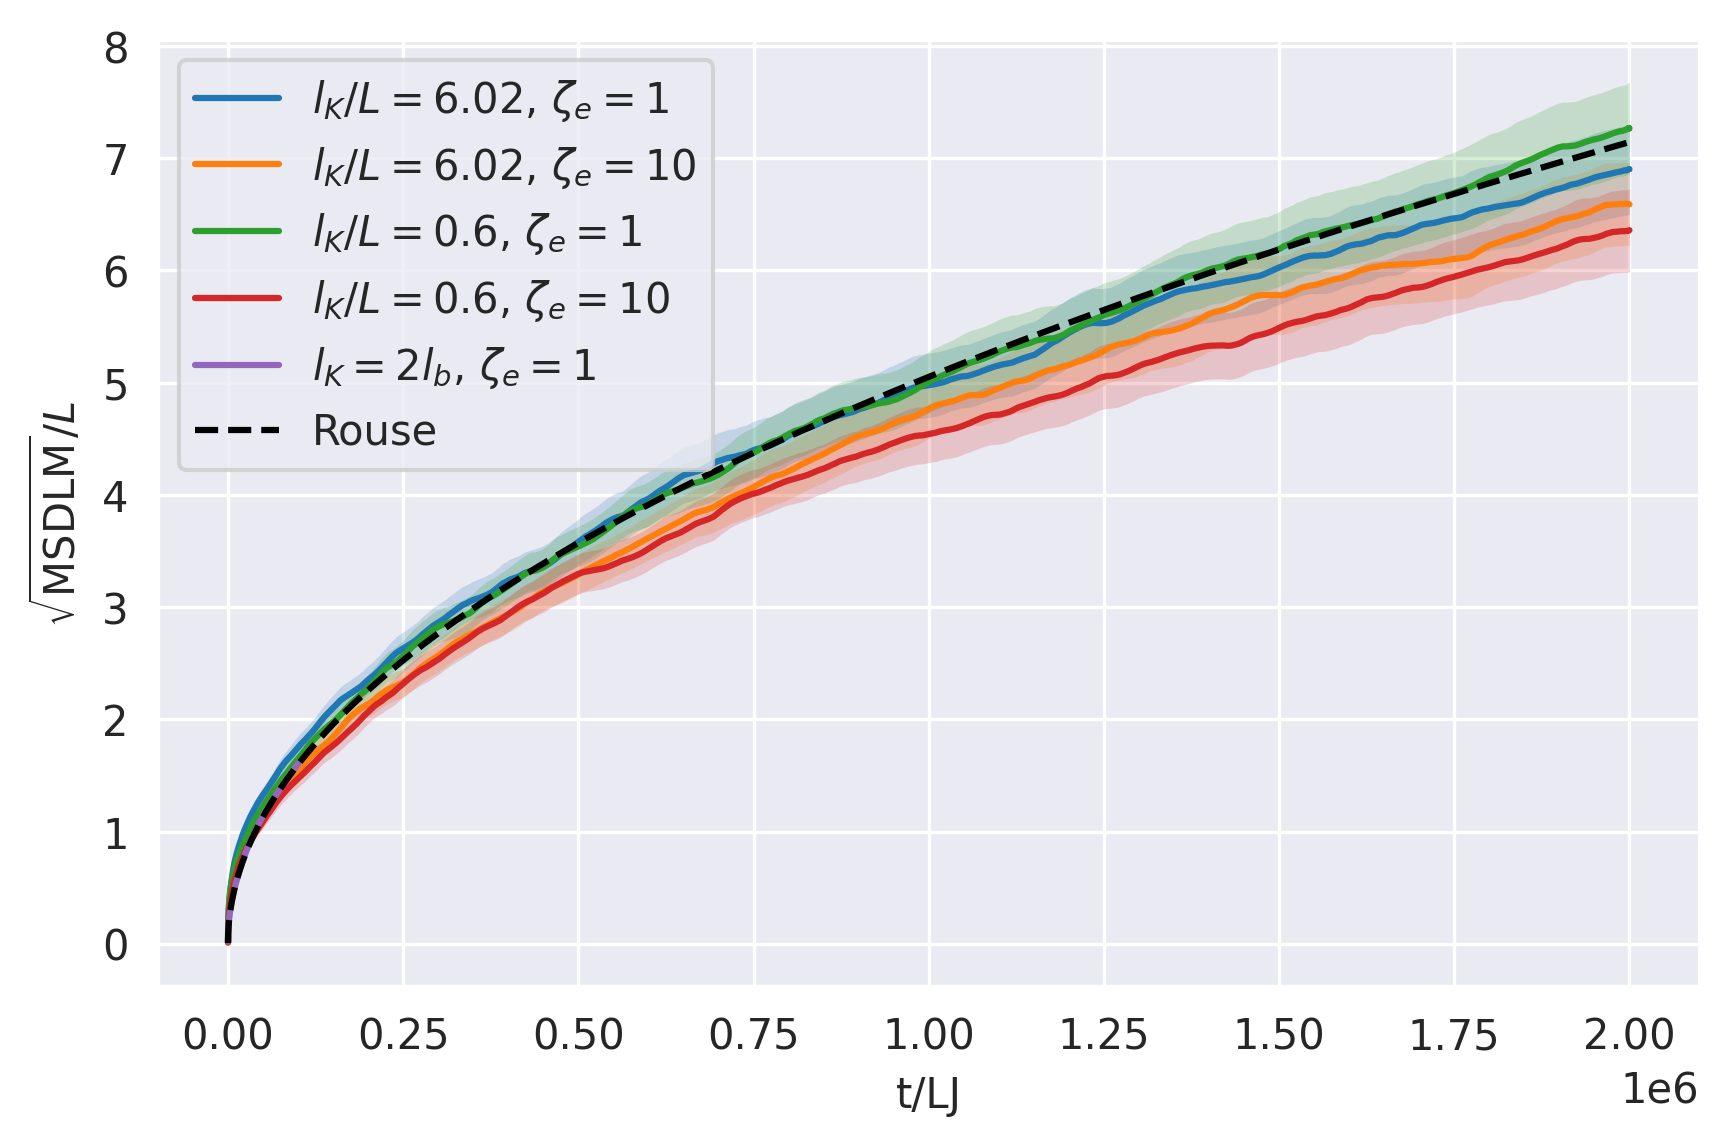 8
7
6
5
4
3
2
1
0
√MSDLM/L
l_K/L = 6.02, ζ_e = 1
l_K/L = 6.02, ζ_e = 10
l_K/L = 0.6, ζ_e = 1
l_K/L = 0.6, ζ_e = 10
l_K = 2l_b, ζ_e = 1
Rouse
0.00 0.25 0.50 0.75 1.00 1.25 1.50 1.75 2.00
1e6
t/LJ